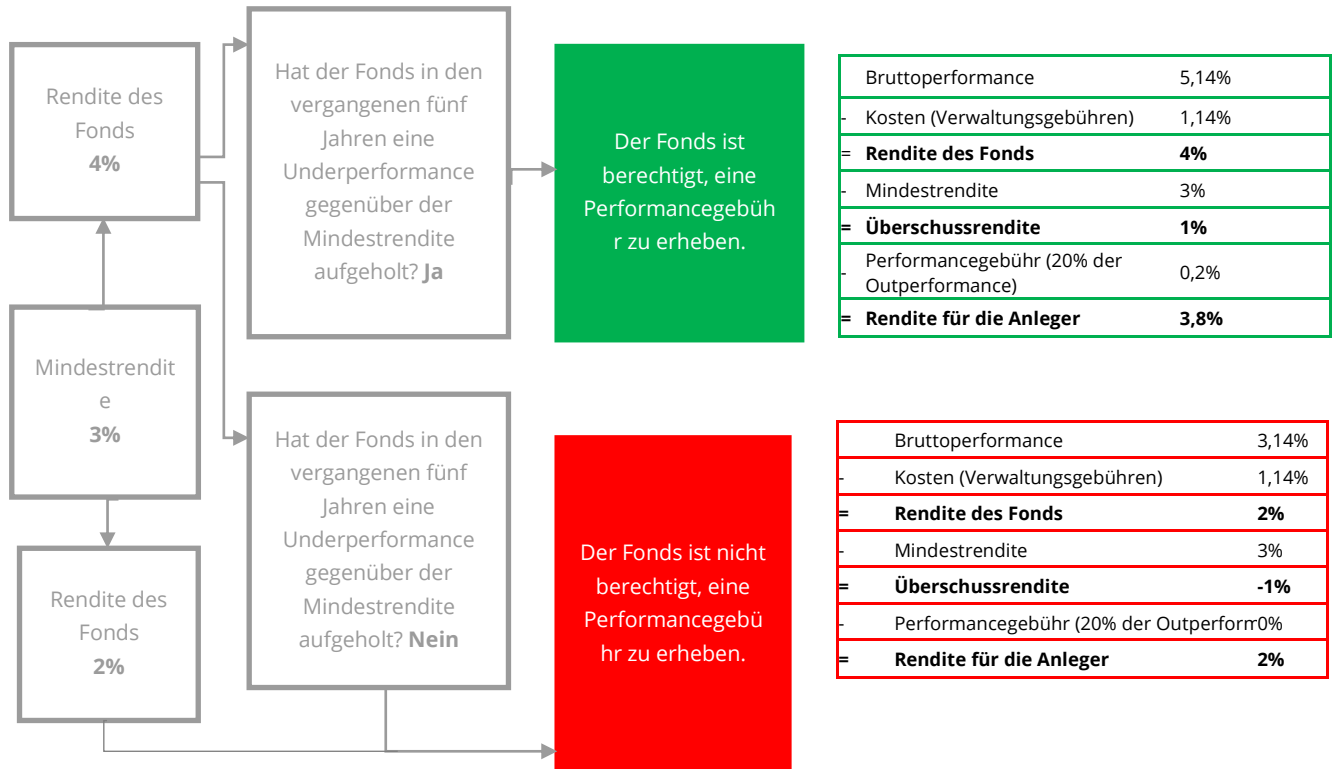 Rendite des
Fonds
4%
Mindestrendit
e
3%
Rendite des
Fonds
2%
Hat der Fonds in den
vergangenen fünf
Jahren eine
Underperformance
gegenüber der
Mindestrendite
aufgeholt? Ja
Hat der Fonds in den
vergangenen fünf
Jahren eine
Underperformance
gegenüber der
Mindestrendite
aufgeholt? Nein
Der Fonds ist
berechtigt, eine
Performancegebüh
r zu erheben.
Der Fonds ist nicht
berechtigt, eine
Performancegebü
hr zu erheben.
Bruttoperformance 5,14%
- Kosten (Verwaltungsgebühren) 1,14%
= Rendite des Fonds 4%
- Mindestrendite 3%
= Überschussrendite 1%
- Performancegebühr (20% der
Outperformance) 0,2%
= Rendite für die Anleger 3,8%
Bruttoperformance 3,14%
- Kosten (Verwaltungsgebühren) 1,14%
= Rendite des Fonds 2%
- Mindestrendite 3%
= Überschussrendite -1%
- Performancegebühr (20% der Outperform 0%
= Rendite für die Anleger 2%